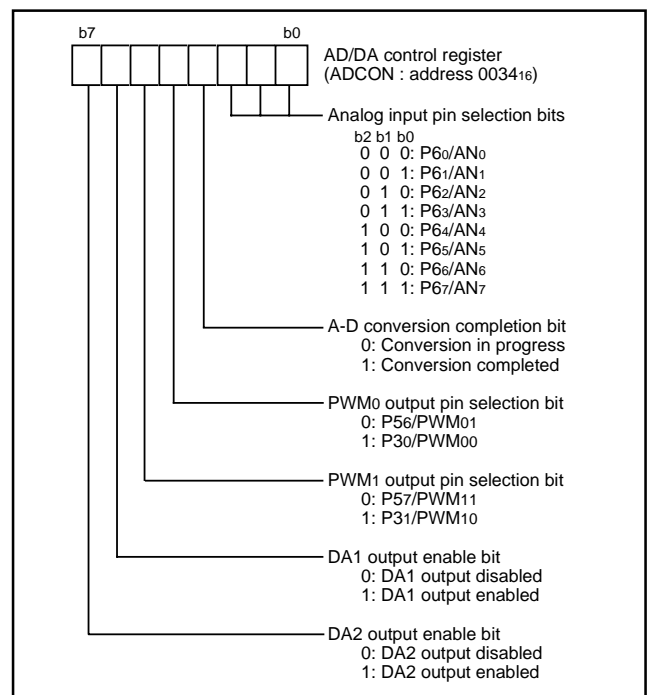 b7 b0
AD/DA control register
(ADCON : address 003416)
Analog input pin selection bits
b2 b1 b0
0 0 0: P60/AN0
0 0 1: P61/AN1
0 1 0: P62/AN2
0 1 1: P63/AN3
1 0 0: P64/AN4
1 0 1: P65/AN5
1 1 0: P66/AN6
1 1 1: P67/AN7
A-D conversion completion bit
0: Conversion in progress
1: Conversion completed
PWM0 output pin selection bit
0: P56/PWM01
1: P30/PWM00
PWM1 output pin selection bit
0: P57/PWM11
1: P31/PWM10
DA1 output enable bit
0: DA1 output disabled
1: DA1 output enabled
DA2 output enable bit
0: DA2 output disabled
1: DA2 output enabled